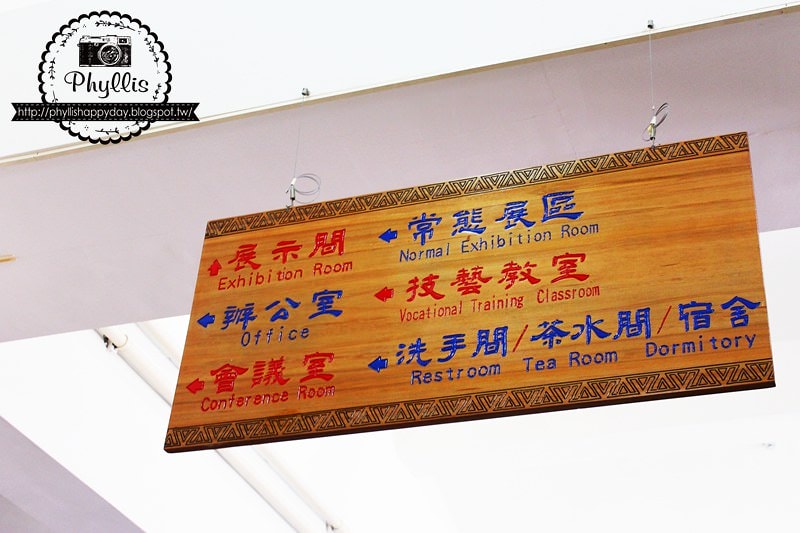 Phyllis
http://phyllishappyday.blogspot.tw/
展示間
Exhibition Room
辦公室
Office
會議室
Conference Room
常態展區
Normal Exhibition Room
技藝教室
Vocational Training Classroom
洗手間/茶水間/宿舍
Restroom Tea Room Dormitory